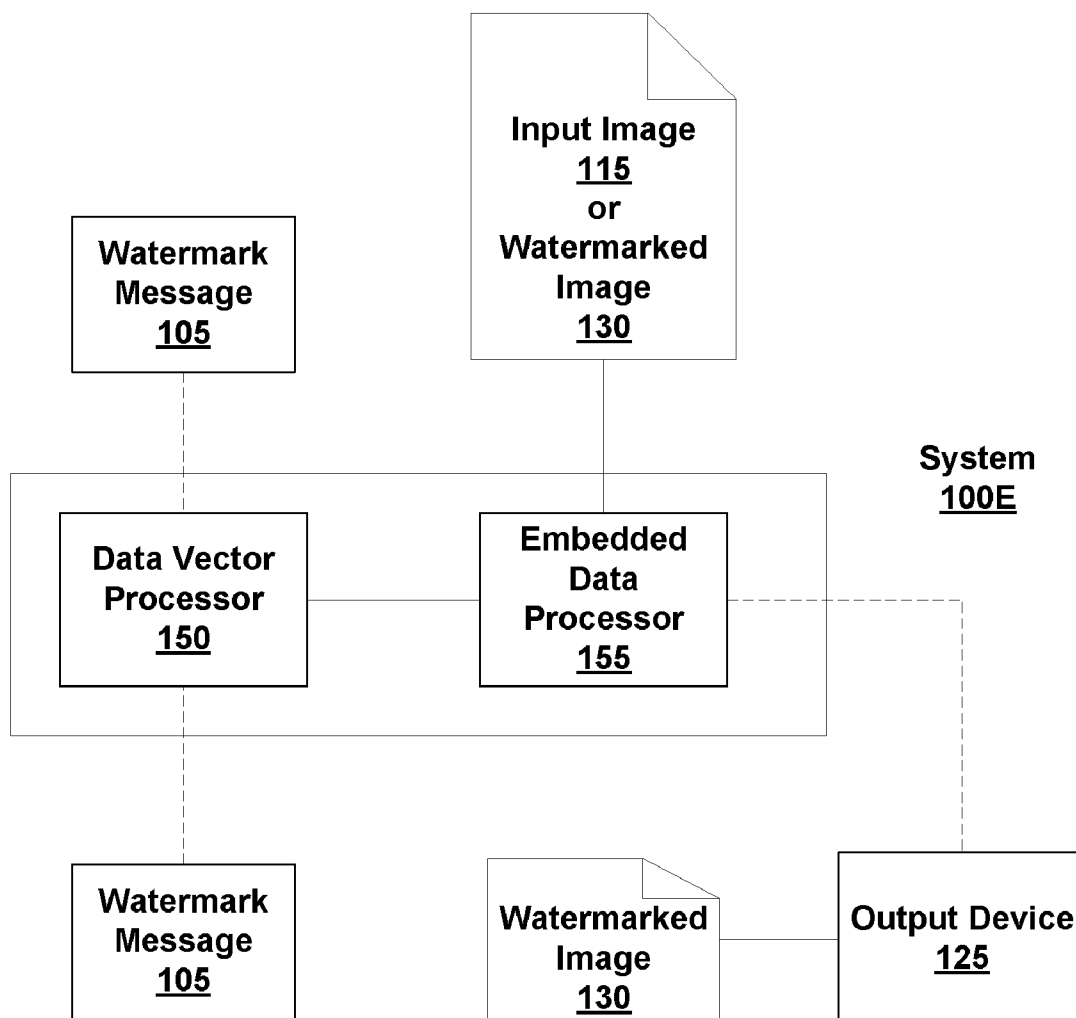 Input Image
115
or
Watermarked
Image
130
Watermark
Message
105
System
100E
Data Vector
Processor
150
Embedded
Data
Processor
155
Watermark
Message
105
Watermarked
Image
130
Output Device
125